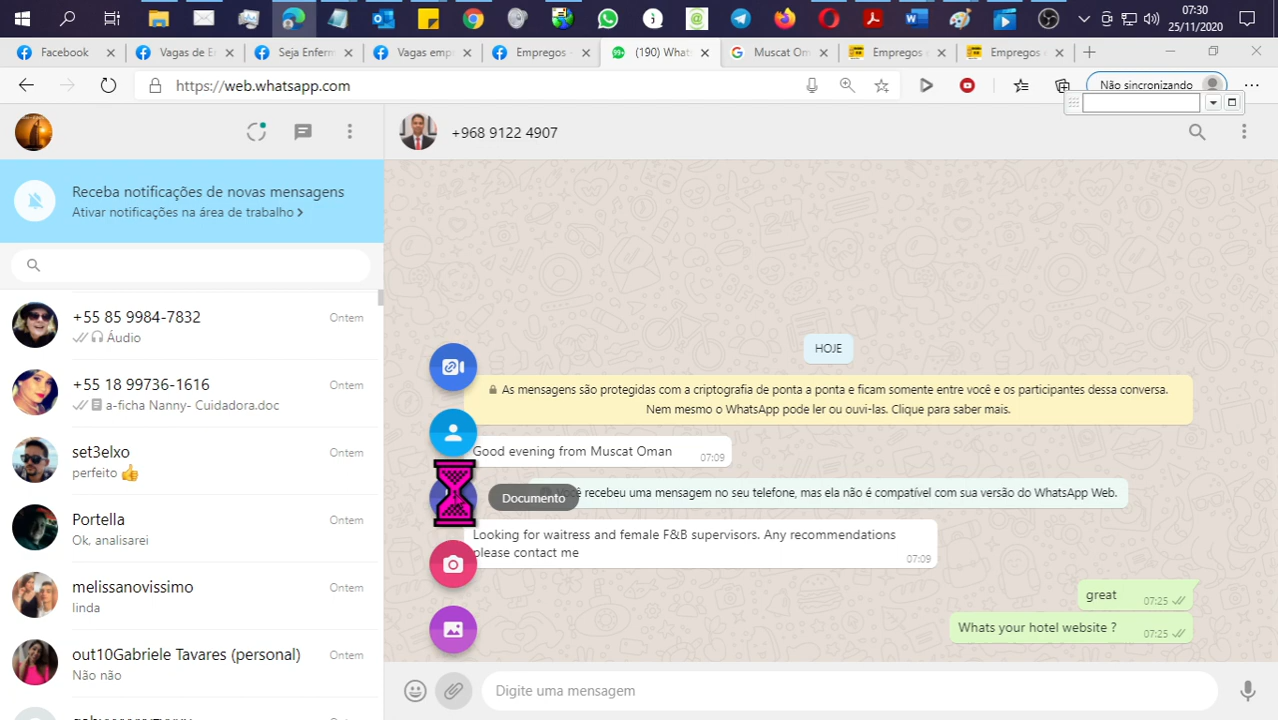 07:30
25/11/2020
Facebook
Vagas de E
Seja Enferm
Vagas emp
Empregos -
99+
(190) What
Muscat Om
Empregos e
Empregos e
https://web.whatsapp.com
Não sincronizando
+968 9122 4907
Receba notificações de novas mensagens
Ativar notificações na área de trabalho >
+55 85 9984-7832
Ontem
Áudio
+55 18 99736-1616
Ontem
a-ficha Nanny- Cuidadora.doc
set3elxo
Ontem
perfeito 👍
Portella
Ontem
Ok, analisarei
melissanovissimo
Ontem
linda
out10Gabriele Tavares (personal)
Ontem
Não não
HOJE
As mensagens são protegidas com a criptografia de ponta a ponta e ficam somente entre você e os participantes dessa conversa.
Nem mesmo o WhatsApp pode ler ou ouvi-las. Clique para saber mais.
Good evening from Muscat Oman
07:09
Documento
recebeu uma mensagem no seu telefone, mas ela não é compatível com sua versão do WhatsApp Web.
Looking for waitress and female F&B supervisors. Any recommendations
please contact me
07:09
great
07:25
Whats your hotel website ?
07:25
Digite uma mensagem